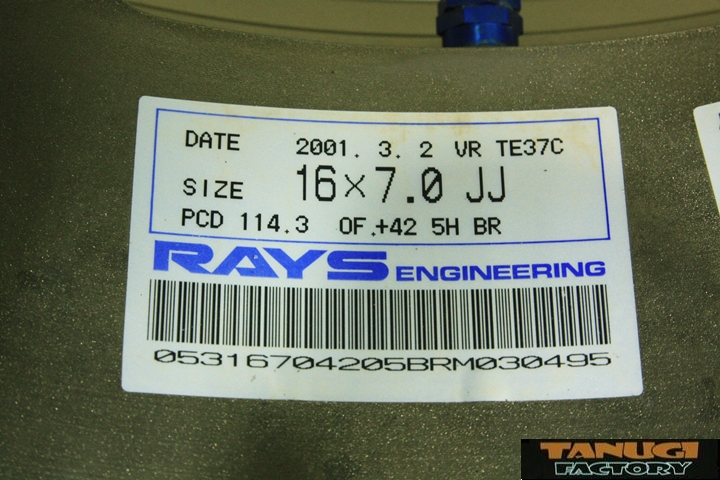 DATE 2001. 3. 2 VR TE37C
SIZE 16×7.0 JJ
PCD 114.3 OF.+42 5H BR
RAYS ENGINEERING
05316704205BRM030495
TANUGI
FACTORY